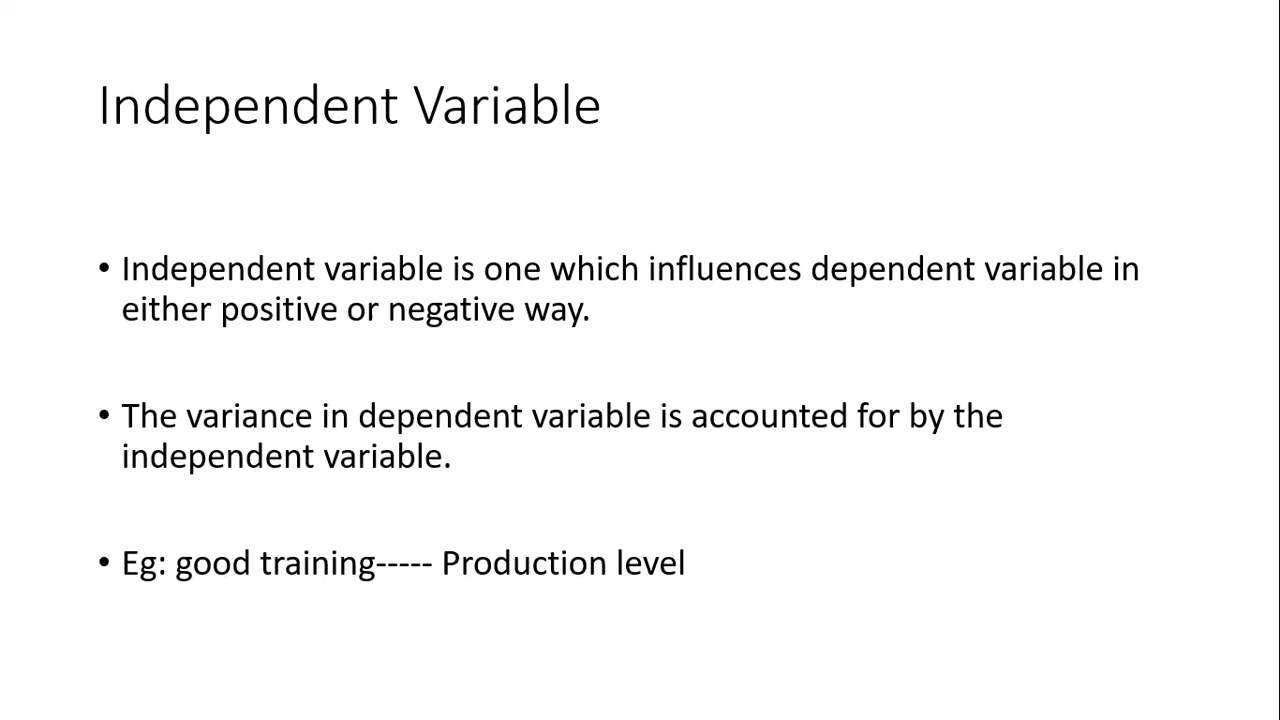 Independent Variable
• Independent variable is one which influences dependent variable in
either positive or negative way.
• The variance in dependent variable is accounted for by the
independent variable.
• Eg: good training----- Production level